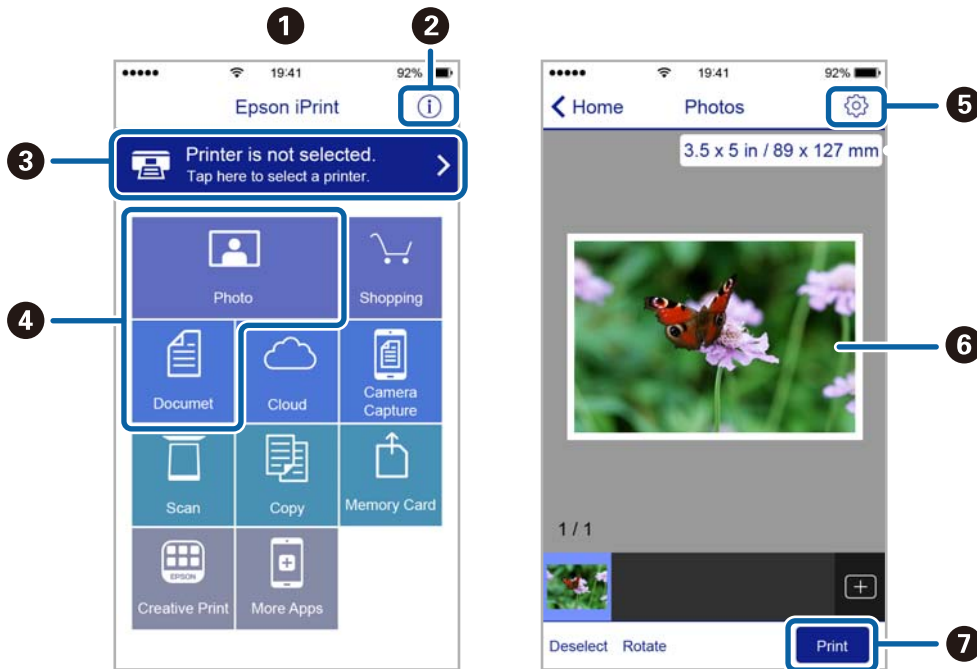 1
2
19:41
92%
Epson iPrint
i
3
Printer is not selected.
Tap here to select a printer.
4
Photo
Shopping
Documet
Cloud
Camera
Capture
Scan
Copy
Memory Card
EPSON
Creative Print
More Apps
19:41
92%
Home
Photos
5
3.5 x 5 in / 89 x 127 mm
6
1 / 1
Deselect
Rotate
Print
7